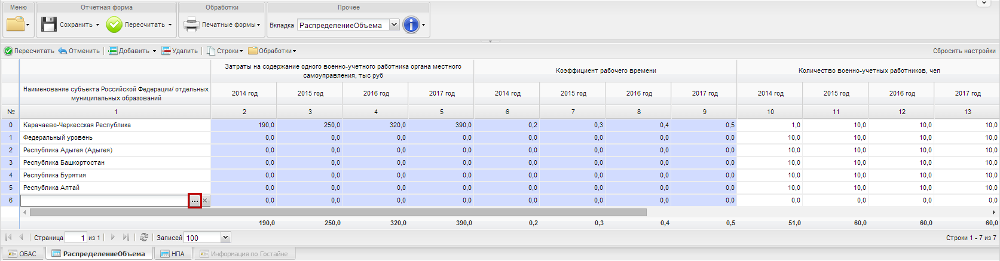 Меню Отчетная форма Обработки Прочее
Сохранить Пересчитать Печатные формы Вкладка РаспределениеОбъема
Пересчитать Отменить Добавить Удалить Строки Обработки Сбросить настройки
Затраты на содержание одного военно-учетного работника органа местного самоуправления, тыс руб
Коэффициент рабочего времени
Количество военно-учетных работников, чел
Наименование субъекта Российской Федерации/ отдельных муниципальных образований
2014 год 2015 год 2016 год 2017 год 2014 год 2015 год 2016 год 2017 год 2014 год 2015 год 2016 год 2017 год
№ 1 2 3 4 5 6 7 8 9 10 11 12 13
0 Карачаево-Черкесская Республика 190,0 250,0 320,0 390,0 0,2 0,3 0,4 0,5 1,0 10,0 10,0 10,0
1 Федеральный уровень 0,0 0,0 0,0 0,0 0,0 0,0 0,0 0,0 10,0 10,0 10,0 10,0
2 Республика Адыгея (Адыгея) 0,0 0,0 0,0 0,0 0,0 0,0 0,0 0,0 10,0 10,0 10,0 10,0
3 Республика Башкортостан 0,0 0,0 0,0 0,0 0,0 0,0 0,0 0,0 10,0 10,0 10,0 10,0
4 Республика Бурятия 0,0 0,0 0,0 0,0 0,0 0,0 0,0 0,0 10,0 10,0 10,0 10,0
5 Республика Алтай 0,0 0,0 0,0 0,0 0,0 0,0 0,0 0,0 10,0 10,0 10,0 10,0
6 ... 0,0 0,0 0,0 0,0 0,0 0,0 0,0 0,0 0,0 0,0 0,0 0,0
190,0 250,0 320,0 390,0 0,2 0,3 0,4 0,5 51,0 60,0 60,0 60,0
Страница 1 из 1 Записей 100 Строки 1 - 7 из 7
ОБАС РаспределениеОбъема НПА Информация по Гостайне